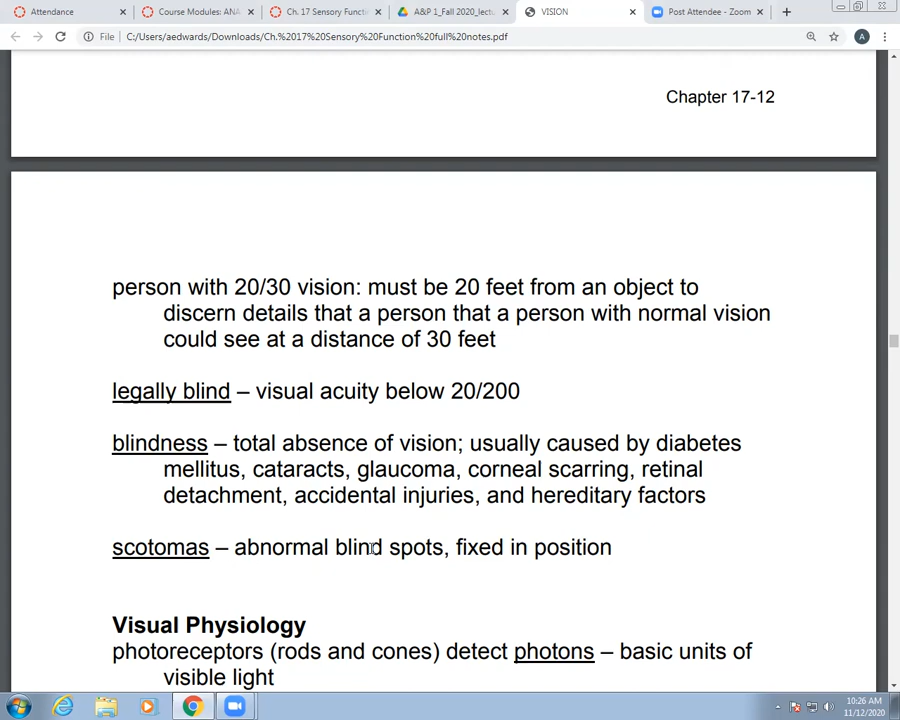 Attendance
Course Modules: ANA
Ch. 17 Sensory Functi
A&P 1_Fall 2020_lectu
VISION
Post Attendee - Zoom
File
C:/Users/aedwards/Downloads/Ch.%2017%20Sensory%20Function%20full%20notes.pdf
A
Chapter 17-12
person with 20/30 vision: must be 20 feet from an object to
discern details that a person that a person with normal vision
could see at a distance of 30 feet
legally blind – visual acuity below 20/200
blindness – total absence of vision; usually caused by diabetes
mellitus, cataracts, glaucoma, corneal scarring, retinal
detachment, accidental injuries, and hereditary factors
scotomas – abnormal blind spots, fixed in position
Visual Physiology
photoreceptors (rods and cones) detect photons – basic units of
visible light
10:26 AM
11/12/2020